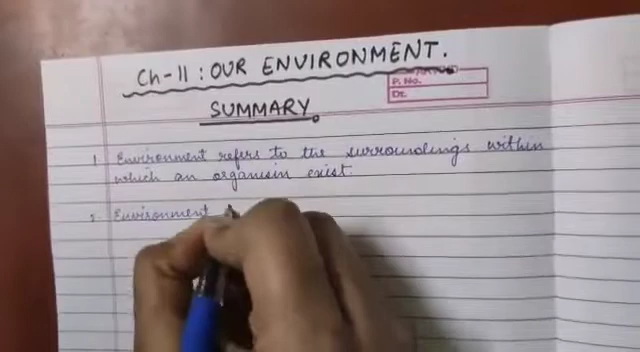 Ch-11 : OUR ENVIRONMENT.
P. No.
Dt.
SUMMARY
1. Environment refers to the surroundings within
which an organism exist.
2. Environment